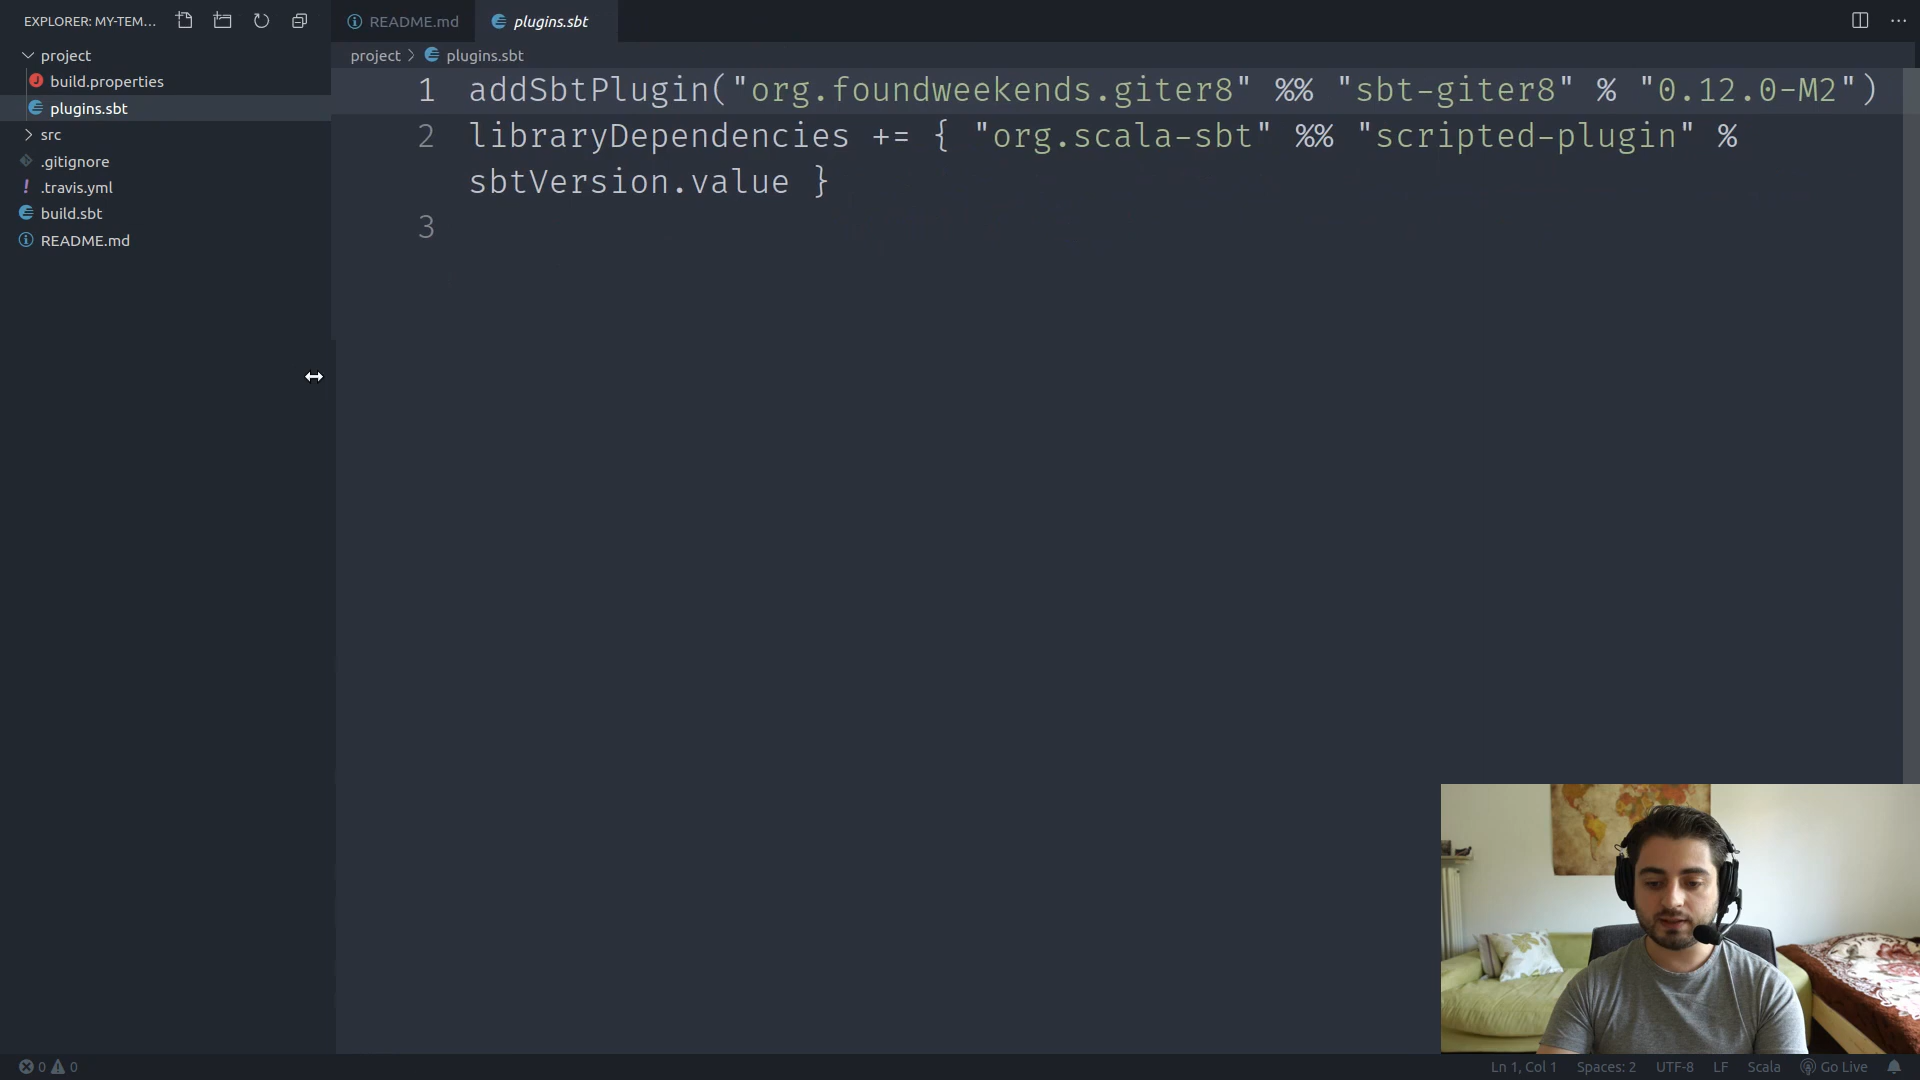 EXPLORER: MY-TEM...
project
build.properties
plugins.sbt
src
.gitignore
.travis.yml
build.sbt
README.md
README.md
plugins.sbt
project > plugins.sbt
1 addSbtPlugin("org.foundweekends.giter8" %% "sbt-giter8" % "0.12.0-M2")
2 libraryDependencies += { "org.scala-sbt" %% "scripted-plugin" %
sbtVersion.value }
3
0 0
Ln 1, Col 1 Spaces: 2 UTF-8 LF Scala Go Live